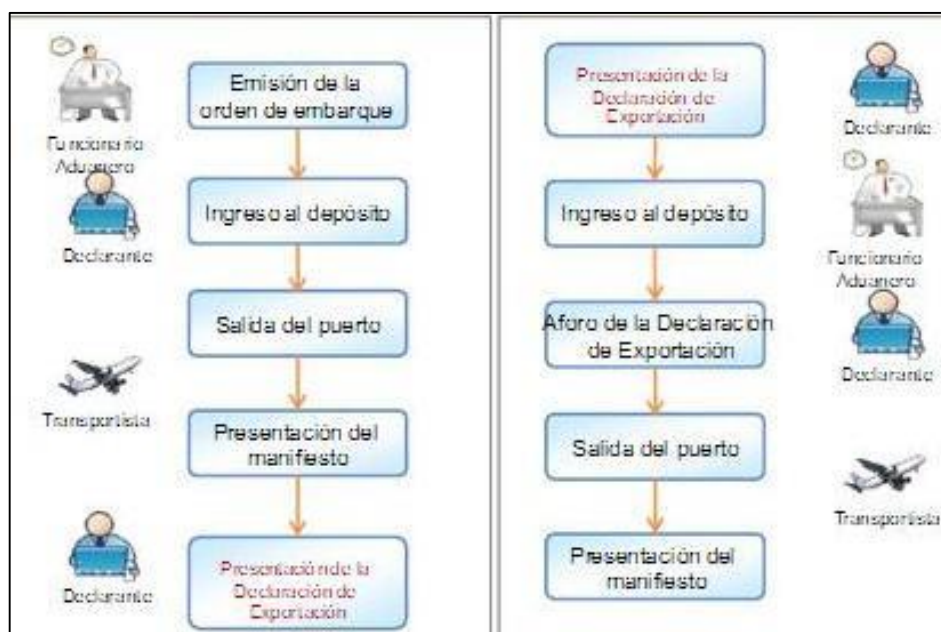 Emisión de la
orden de embarque
Funcionario
Aduanero
Ingreso al depósito
Declarante
Salida del puerto
Transportista
Presentación del
manifiesto
Declarante
Presentación de la
Declaración de
Exportación
Presentación de la
Declaración de
Exportación
Declarante
Ingreso al depósito
Funcionario
Aduanero
Aforo de la Declaración
de Exportación
Declarante
Salida del puerto
Transportista
Presentación del
manifiesto